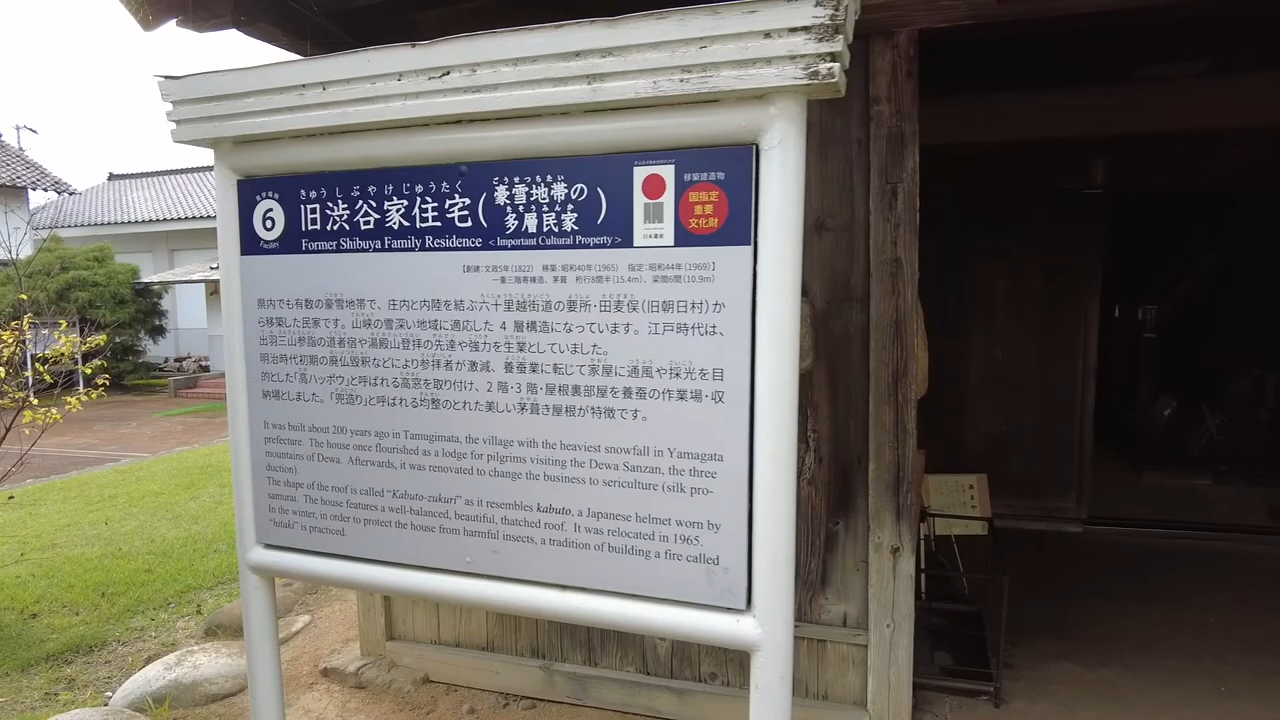 見学場所
6
Facility
きゅうしぶやけじゅうたく
旧渋谷家住宅(豪雪地帯の多層民家)
ごうせつちたい
たそうみんか
Former Shibuya Family Residence <Important Cultural Property>
日本遺産
移築建造物
国指定
重要
文化財
【創建:文政5年(1822) 移築:昭和40年(1965) 指定:昭和44年(1969)】
一重三階寄棟造、茅葺 桁行8間半(15.4m)、梁間6間(10.9m)
県内でも有数の豪雪地帯で、庄内と内陸を結ぶ六十里越街道の要所・田麦俣(旧朝日村)か
ら移築した民家です。山峡の雪深い地域に適応した 4 層構造になっています。江戸時代は、
出羽三山参詣の道者宿や湯殿山登拝の先達や強力を生業としていました。
明治時代初期の廃仏毀釈などにより参拝者が激減、養蚕業に転じて家屋に通風や採光を目
的とした「高ハッポウ」と呼ばれる高窓を取り付け、2 階・3 階・屋根裏部屋を養蚕の作業場・収
納場としました。「兜造り」と呼ばれる均整のとれた美しい茅葺き屋根が特徴です。
It was built about 200 years ago in Tamugimata, the village with the heaviest snowfall in Yamagata
prefecture. The house once flourished as a lodge for pilgrims visiting the Dewa Sanzan, the three
mountains of Dewa. Afterwards, it was renovated to change the business to sericulture (silk pro-
duction).
The shape of the roof is called “Kabuto-zukuri” as it resembles kabuto, a Japanese helmet worn by
samurai. The house features a well-balanced, beautiful, thatched roof. It was relocated in 1965.
In the winter, in order to protect the house from harmful insects, a tradition of building a fire called
“hitaki” is practiced.